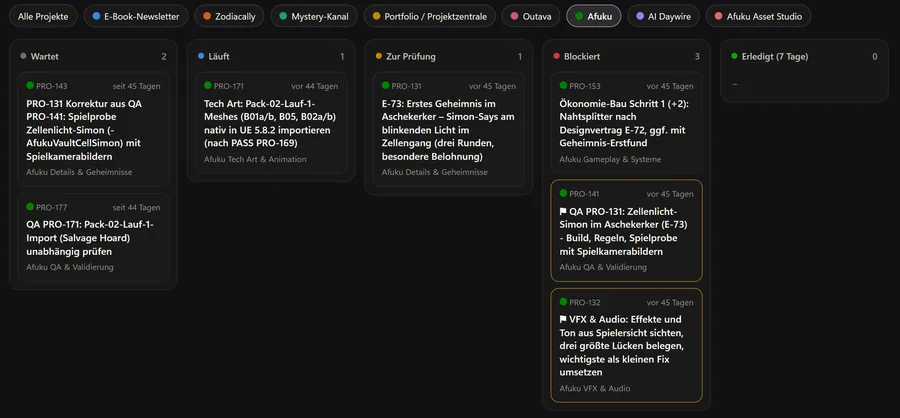 Alle Projekte
E-Book-Newsletter
Zodiacally
Mystery-Kanal
Portfolio / Projektzentrale
Outava
Afuku
AI Daywire
Afuku Asset Studio
Wartet 2
PRO-143 seit 45 Tagen
PRO-131 Korrektur aus QA
PRO-141: Spielprobe
Zellenlicht-Simon (-
AfukuVaultCellSimon) mit
Spielkamerabildern
Afuku Details & Geheimnisse
PRO-177 seit 44 Tagen
QA PRO-171: Pack-02-Lauf-1-
Import (Salvage Hoard)
unabhängig prüfen
Afuku QA & Validierung
Läuft 1
PRO-171 vor 44 Tagen
Tech Art: Pack-02-Lauf-1-
Meshes (B01a/b, B05, B02a/b)
nativ in UE 5.8.2 importieren
(nach PASS PRO-169)
Afuku Tech Art & Animation
Zur Prüfung 1
PRO-131 vor 45 Tagen
E-73: Erstes Geheimnis im
Aschekerker – Simon-Says am
blinkenden Licht im
Zellengang (drei Runden,
besondere Belohnung)
Afuku Details & Geheimnisse
Blockiert 3
PRO-153 vor 45 Tagen
Ökonomie-Bau Schritt 1 (+2):
Nahtsplitter nach
Designvertrag E-72, ggf. mit
Geheimnis-Erstfund
Afuku Gameplay & Systeme
PRO-141 vor 45 Tagen
QA PRO-131: Zellenlicht-
Simon im Aschekerker (E-73)
- Build, Regeln, Spielprobe
mit Spielkamerabildern
Afuku QA & Validierung
PRO-132 vor 45 Tagen
VFX & Audio: Effekte und
Ton aus Spielersicht sichten,
drei größte Lücken belegen,
wichtigste als kleinen Fix
umsetzen
Afuku VFX & Audio
Erledigt (7 Tage) 0
–